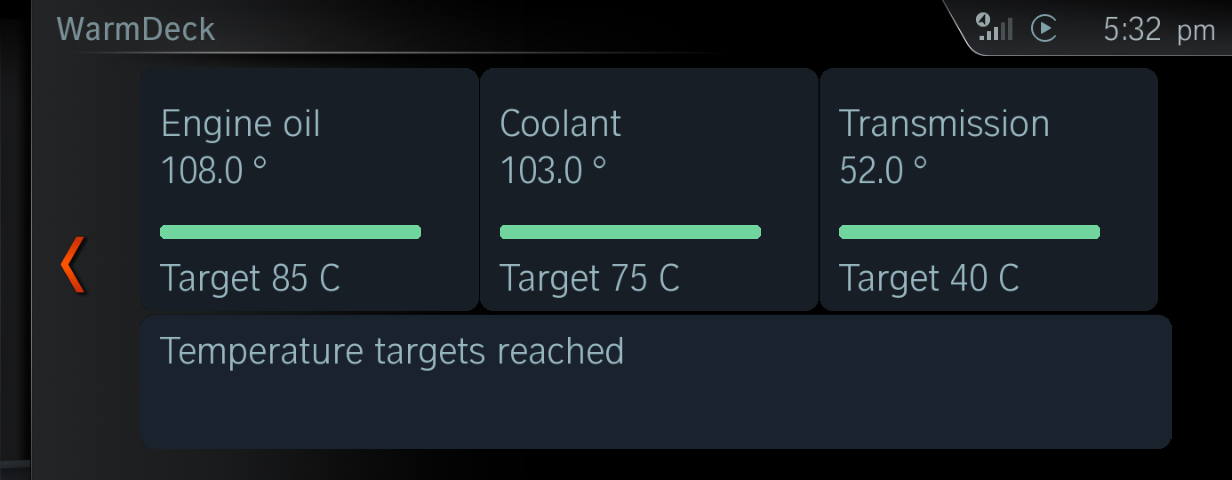 WarmDeck
5:32 pm
Engine oil
108.0 °
Target 85 C
Coolant
103.0 °
Target 75 C
Transmission
52.0 °
Target 40 C
Temperature targets reached